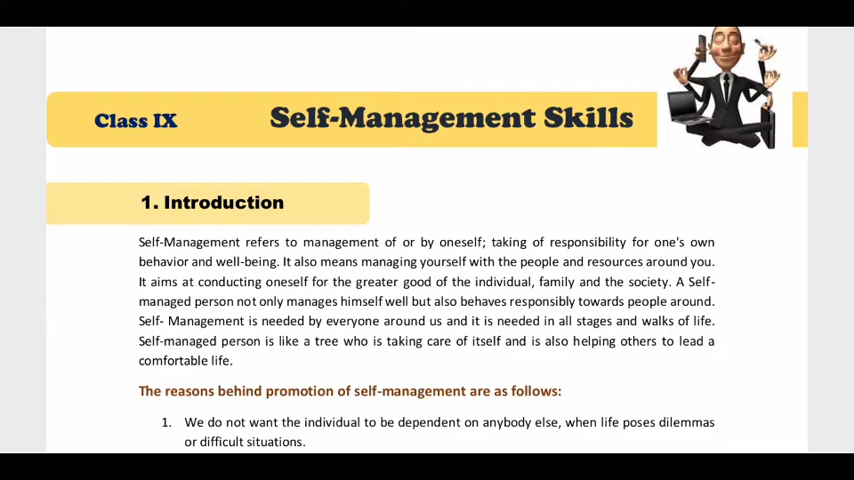 Class IX
Self-Management Skills
1. Introduction
Self-Management refers to management of or by oneself; taking of responsibility for one's own
behavior and well-being. It also means managing yourself with the people and resources around you.
It aims at conducting oneself for the greater good of the individual, family and the society. A Self-
managed person not only manages himself well but also behaves responsibly towards people around.
Self- Management is needed by everyone around us and it is needed in all stages and walks of life.
Self-managed person is like a tree who is taking care of itself and is also helping others to lead a
comfortable life.
The reasons behind promotion of self-management are as follows:
1. We do not want the individual to be dependent on anybody else, when life poses dilemmas
or difficult situations.